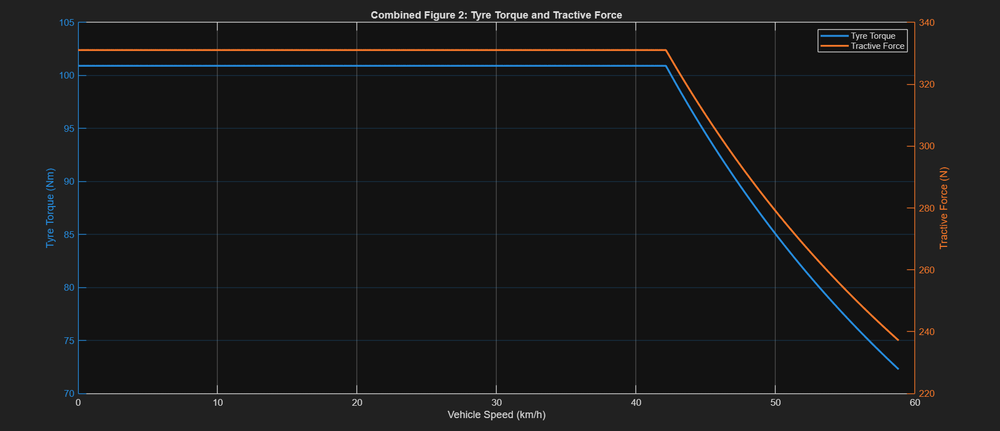 Combined Figure 2: Tyre Torque and Tractive Force
Tyre Torque
Tractive Force
105
100
95
90
85
80
75
70
Tyre Torque (Nm)
340
320
300
280
260
240
220
Tractive Force (N)
0 10 20 30 40 50 60
Vehicle Speed (km/h)